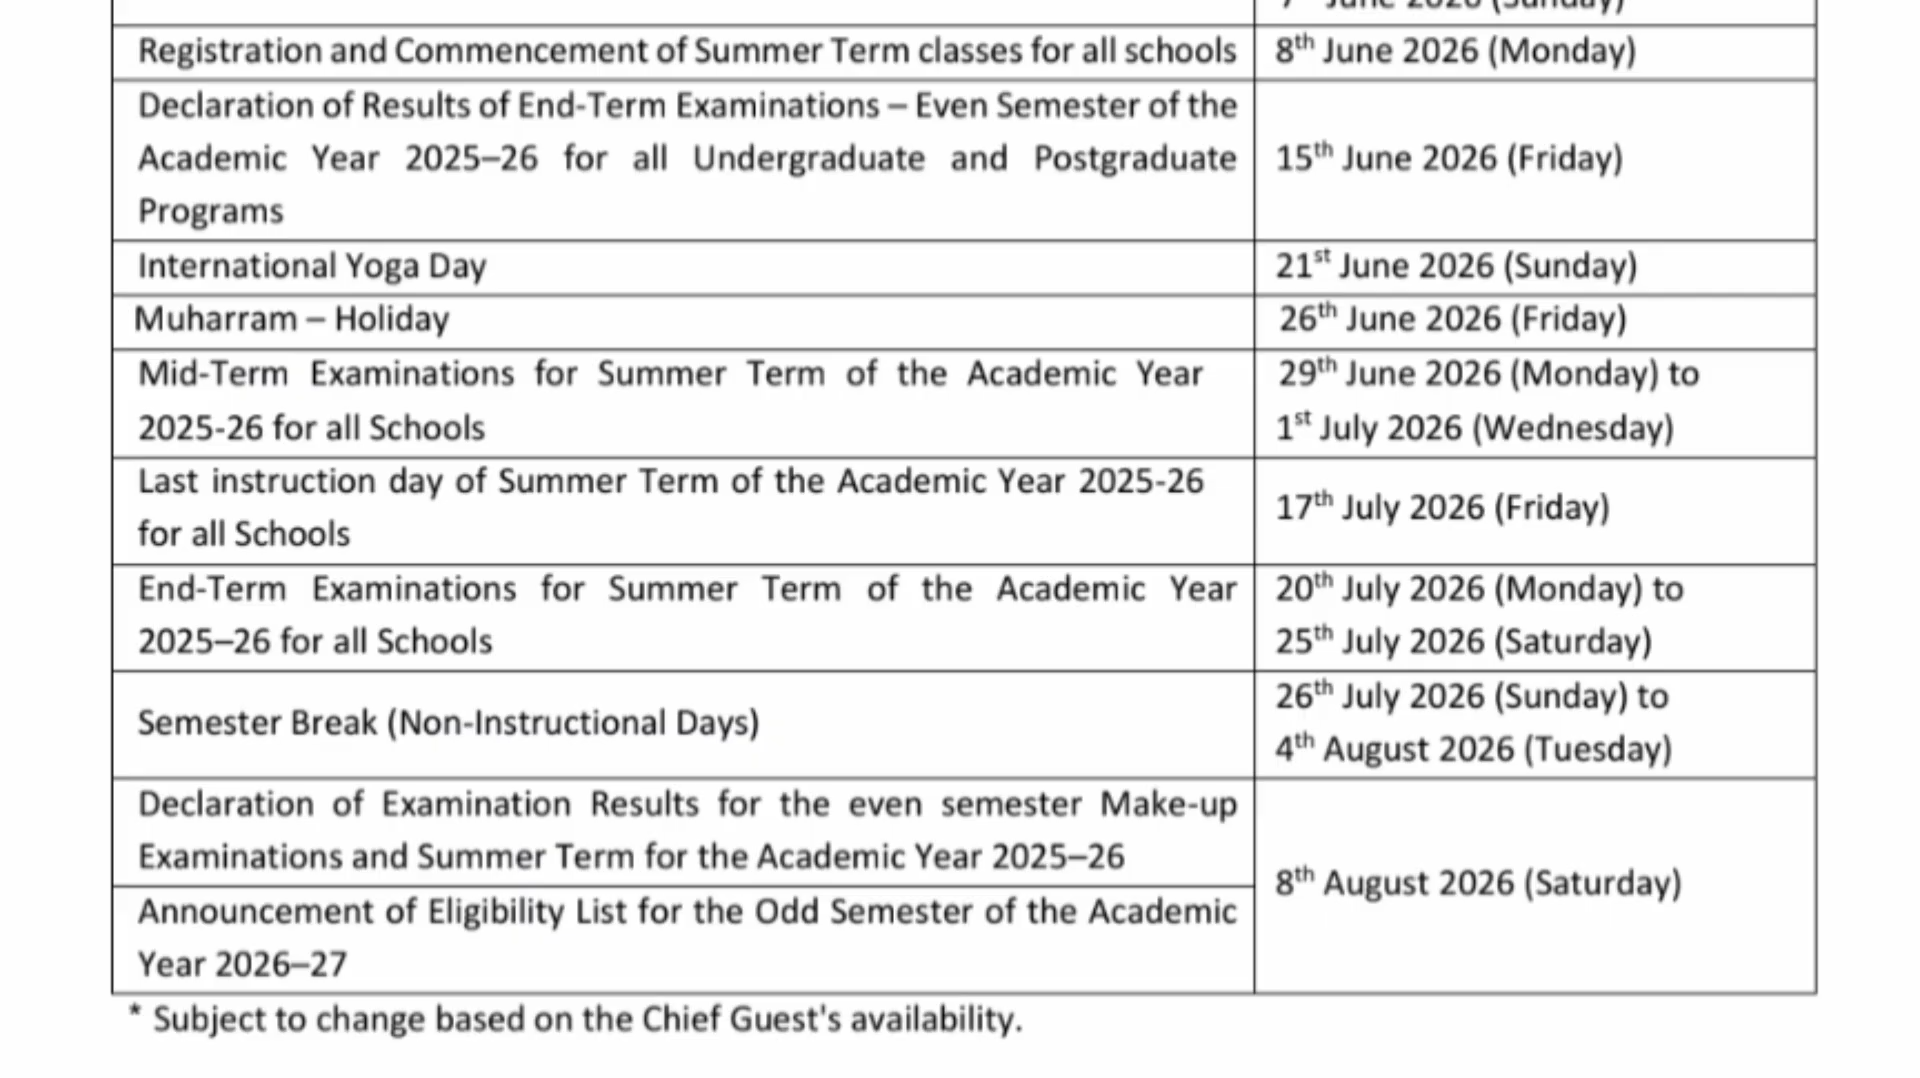 7th June 2026 (Sunday)
Registration and Commencement of Summer Term classes for all schools
8th June 2026 (Monday)
Declaration of Results of End-Term Examinations – Even Semester of the
Academic Year 2025–26 for all Undergraduate and Postgraduate
Programs
15th June 2026 (Friday)
International Yoga Day
21st June 2026 (Sunday)
Muharram – Holiday
26th June 2026 (Friday)
Mid-Term Examinations for Summer Term of the Academic Year
2025-26 for all Schools
29th June 2026 (Monday) to
1st July 2026 (Wednesday)
Last instruction day of Summer Term of the Academic Year 2025-26
for all Schools
17th July 2026 (Friday)
End-Term Examinations for Summer Term of the Academic Year
2025–26 for all Schools
20th July 2026 (Monday) to
25th July 2026 (Saturday)
Semester Break (Non-Instructional Days)
26th July 2026 (Sunday) to
4th August 2026 (Tuesday)
Declaration of Examination Results for the even semester Make-up
Examinations and Summer Term for the Academic Year 2025–26
8th August 2026 (Saturday)
Announcement of Eligibility List for the Odd Semester of the Academic
Year 2026–27
* Subject to change based on the Chief Guest's availability.